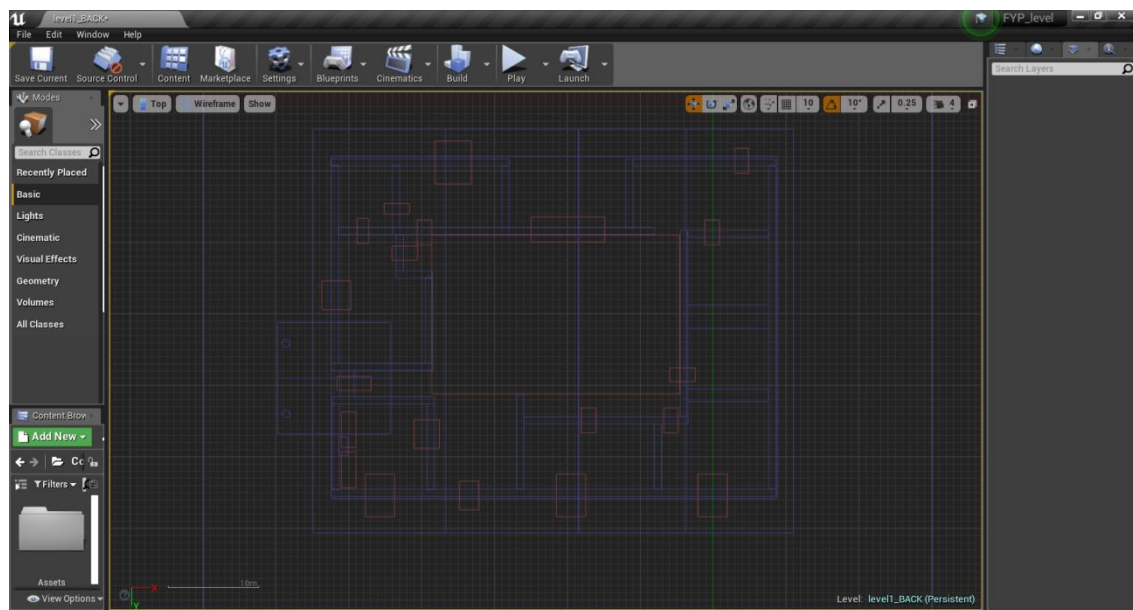 level1_BACK*
FYP_level
File Edit Window Help
Save Current Source Control Content Marketplace Settings Blueprints Cinematics Build Play Launch
Search Layers
Modes
Top Wireframe Show
10 10° 0.25 4
Search Classes
Recently Placed
Basic
Lights
Cinematic
Visual Effects
Geometry
Volumes
All Classes
Content Brow
Add New
Cc
Filters
Assets
View Options
X
Y
10m
Level: level1_BACK (Persistent)